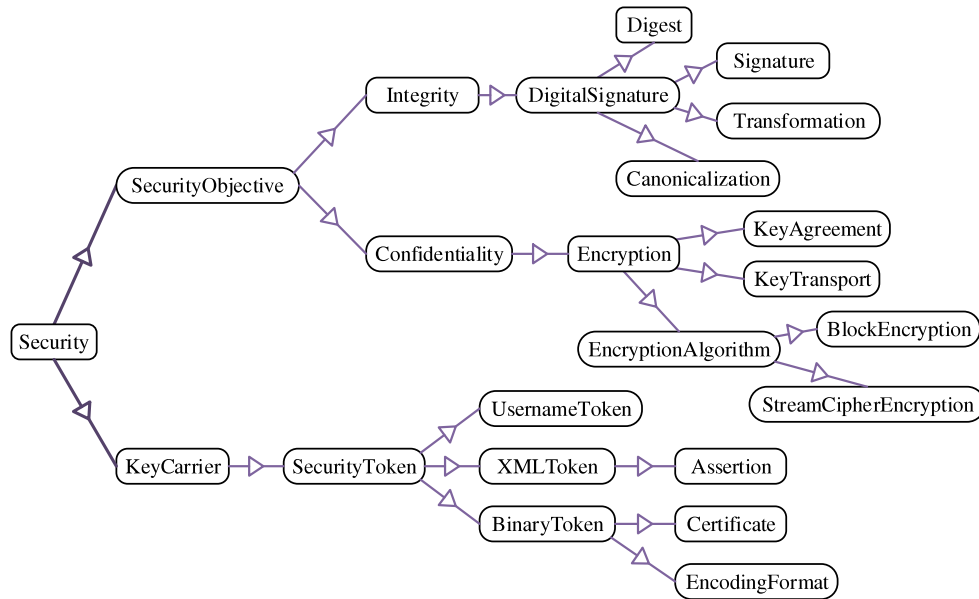 Digest
Signature
Integrity
DigitalSignature
Transformation
Canonicalization
SecurityObjective
KeyAgreement
Confidentiality
Encryption
KeyTransport
BlockEncryption
Security
EncryptionAlgorithm
StreamCipherEncryption
UsernameToken
KeyCarrier
SecurityToken
XMLToken
Assertion
BinaryToken
Certificate
EncodingFormat